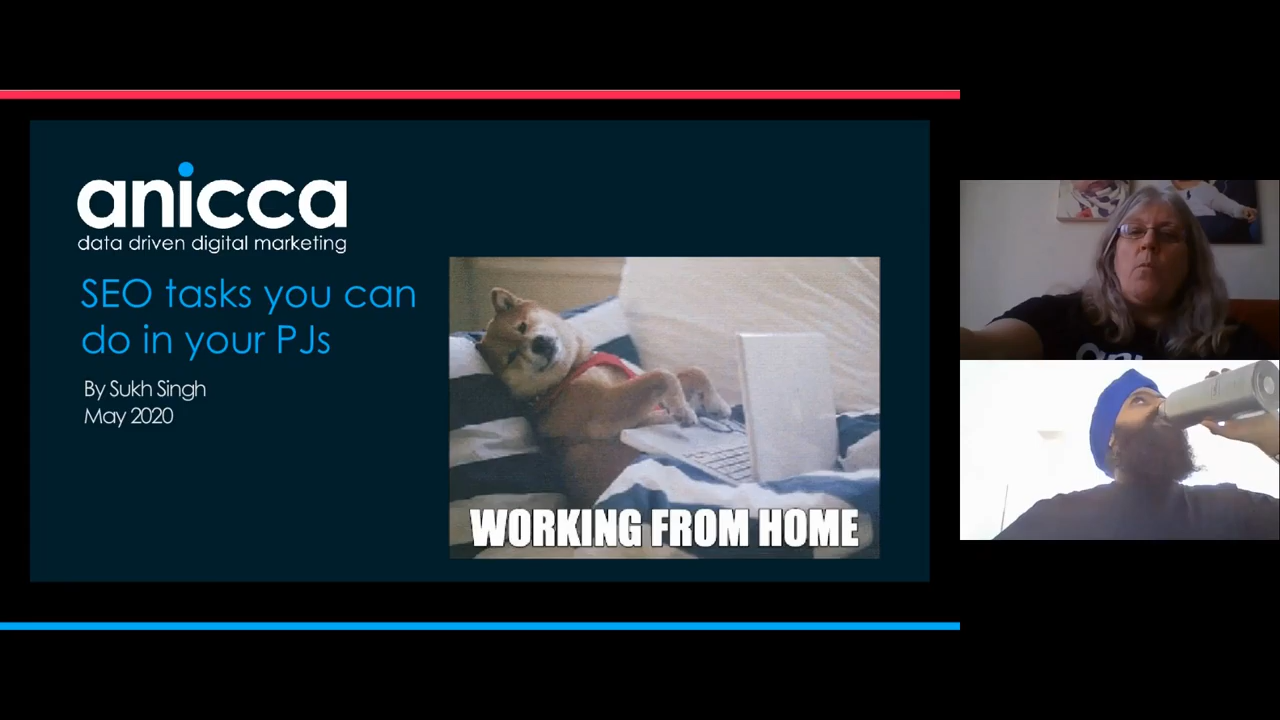 anicca
data driven digital marketing
SEO tasks you can
do in your PJs
By Sukh Singh
May 2020
WORKING FROM HOME